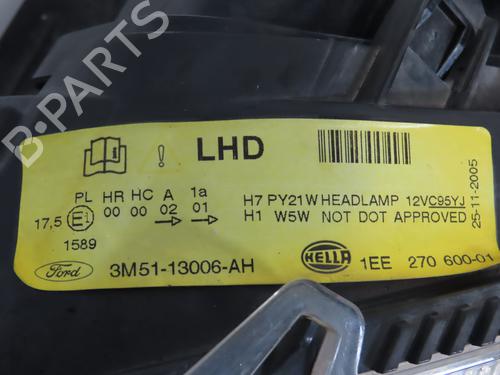 B-PARTS
LHD
PL HR HC A 1a
17,5 E1 00 00 02 01
1589
H7 PY21W HEADLAMP 12V C95YJ
H1 W5W NOT DOT APPROVED
25-11-2005
Ford 3M51-13006-AH HELLA 1EE 270 600-01